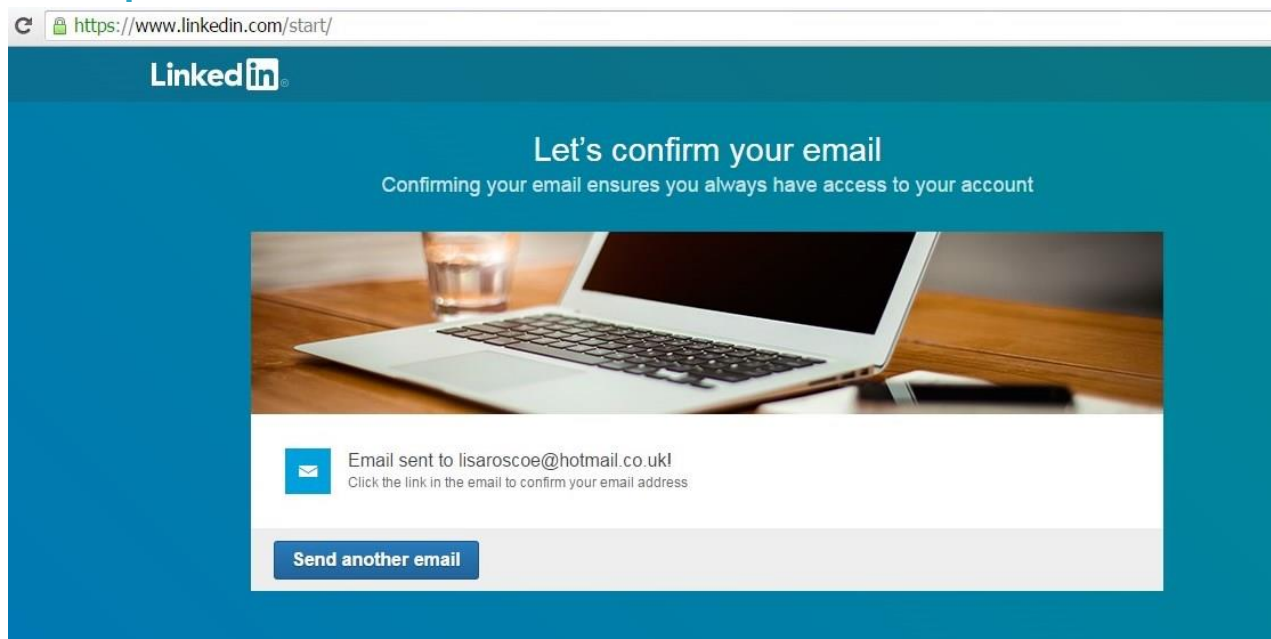 https://www.linkedin.com/start/
Linked in®
Let's confirm your email
Confirming your email ensures you always have access to your account
Email sent to lisaroscoe@hotmail.co.uk!
Click the link in the email to confirm your email address
Send another email